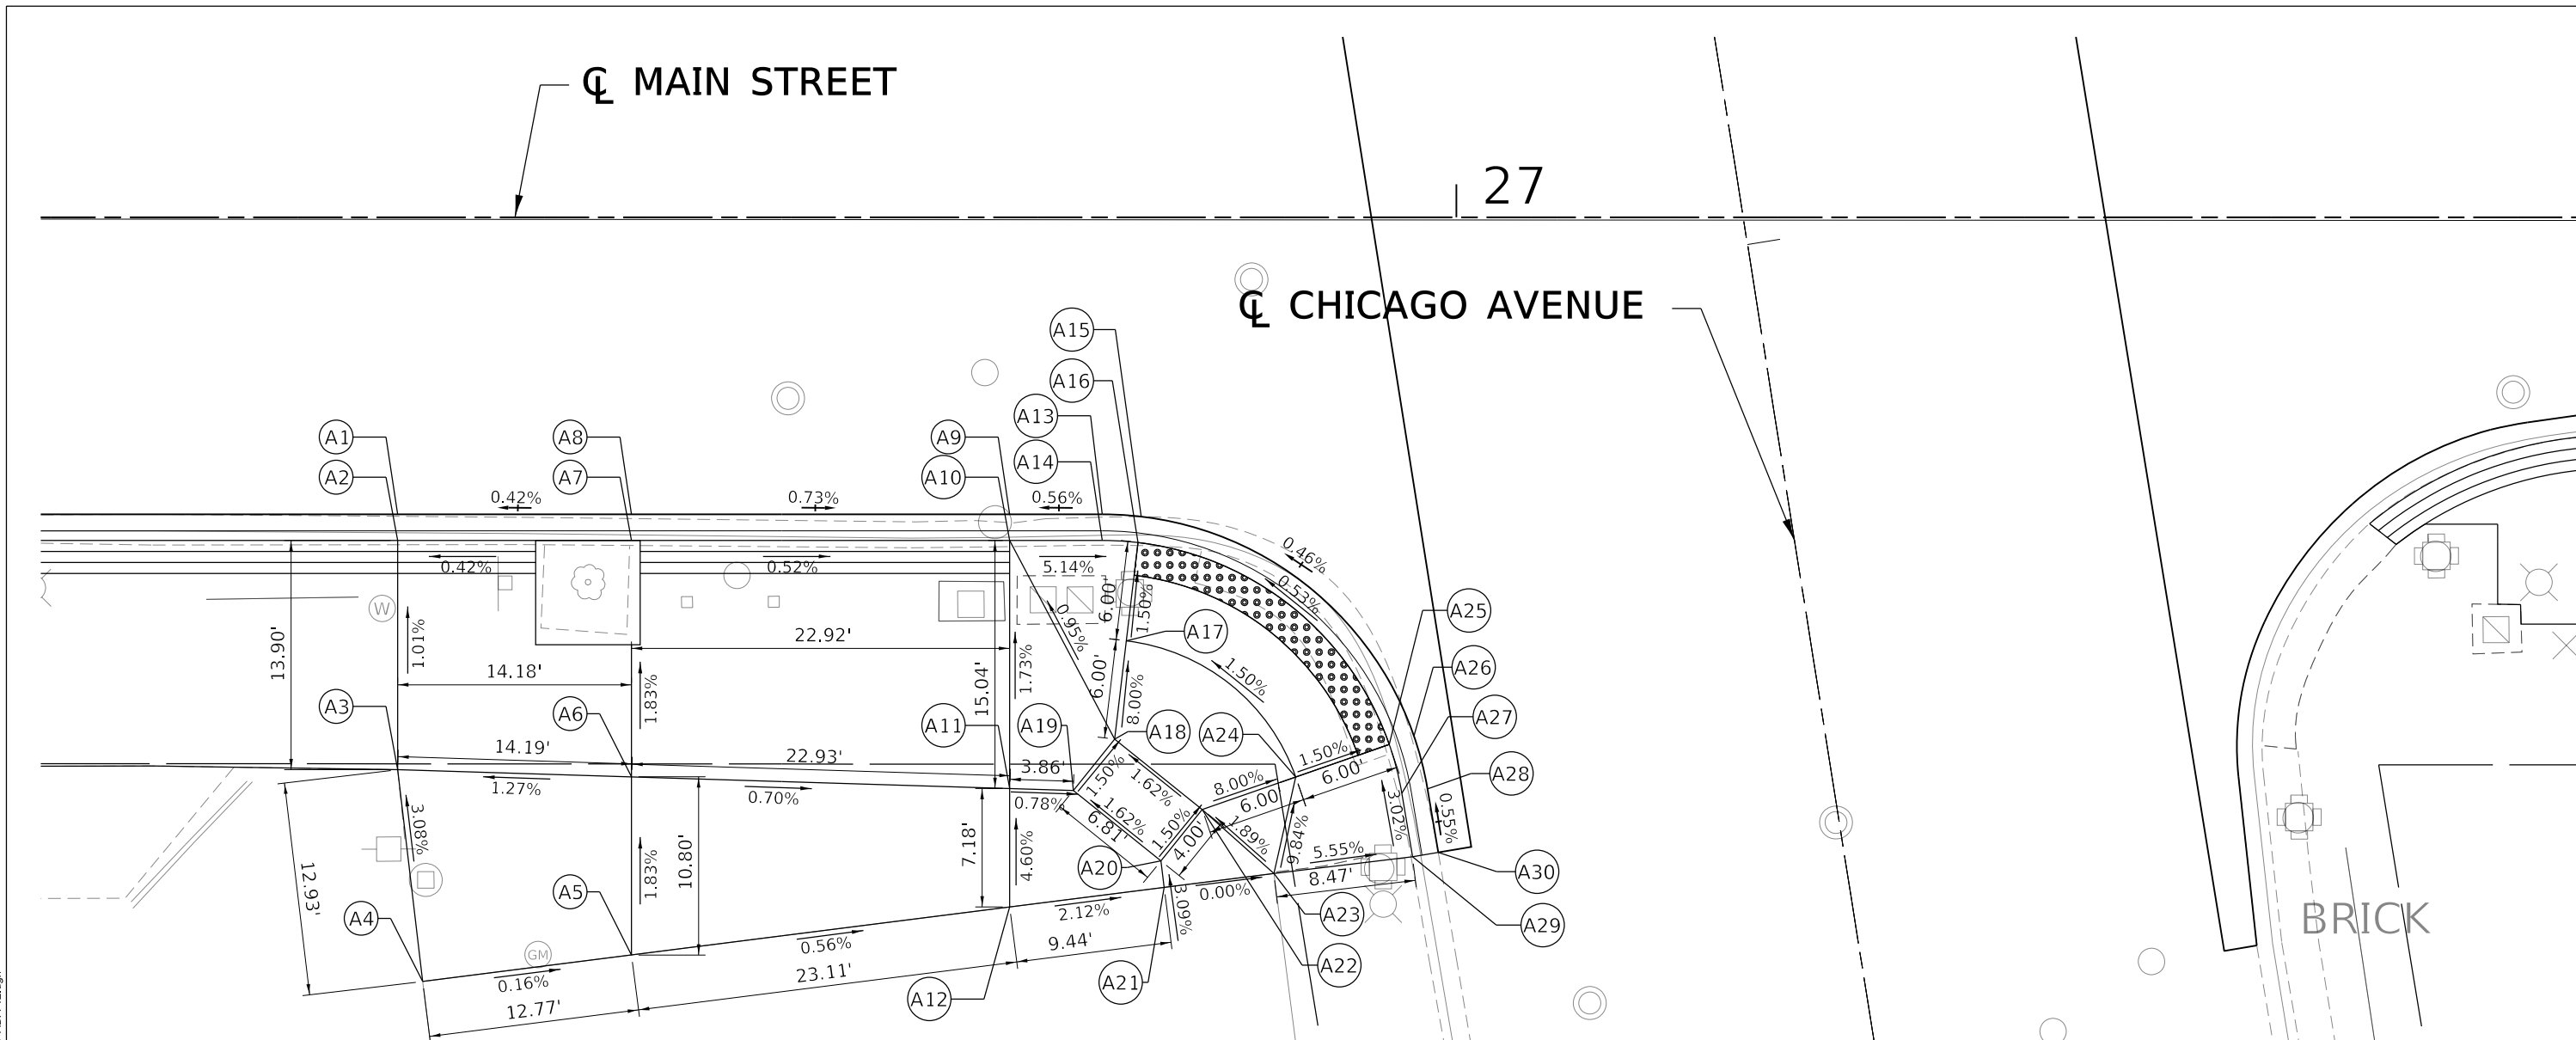 ℄ MAIN STREET
27
℄ CHICAGO AVENUE
A15
A16
A13
A14
A1
A8
A9
A2
A7
A10
0.42%
0.73%
0.56%
0.46%
0.42%
0.52%
5.14%
0.53%
6.00'
1.50%
A25
W
0.95%
A17
13.90'
1.01%
22.92'
1.73%
A26
14.18'
6.00'
1.50%
15.04'
1.83%
8.00%
A3
A6
A11
A19
A18
A24
A27
14.19'
22.93'
1.50%
3.86'
1.50%
1.62%
8.00%
6.00'
A28
1.27%
0.70%
0.78%
1.62%
6.00'
3.02%
0.55%
3.08%
6.81'
1.50%
4.00'
1.89%
9.84%
5.55%
12.93'
1.83%
10.80'
7.18'
4.60%
A20
8.47'
A30
A4
A5
3.09%
0.00%
2.12%
A23
A29
BRICK
GM
0.56%
9.44'
0.16%
23.11'
A21
A22
12.77'
A12